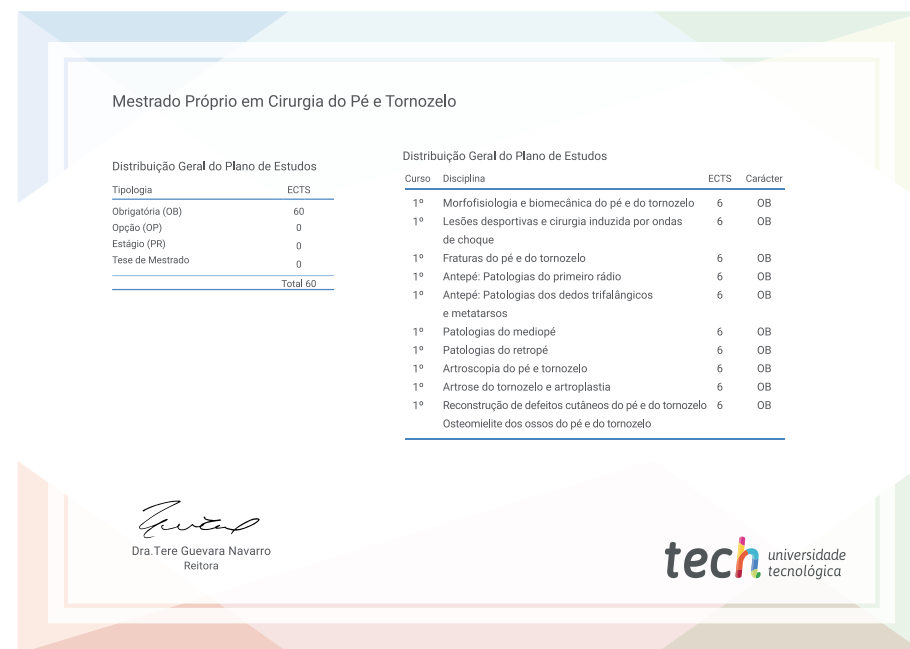 Mestrado Próprio em Cirurgia do Pé e Tornozelo
Distribuição Geral do Plano de Estudos
Tipologia ECTS
Obrigatória (OB) 60
Opção (OP) 0
Estágio (PR) 0
Tese de Mestrado 0
Total 60
Distribuição Geral do Plano de Estudos
Curso Disciplina ECTS Carácter
1º Morfofisiologia e biomecânica do pé e do tornozelo 6 OB
1º Lesões desportivas e cirurgia induzida por ondas 6 OB
de choque
1º Fraturas do pé e do tornozelo 6 OB
1º Antepé: Patologias do primeiro rádio 6 OB
1º Antepé: Patologias dos dedos trifalângicos 6 OB
e metatarsos
1º Patologias do mediopé 6 OB
1º Patologias do retropé 6 OB
1º Artroscopia do pé e tornozelo 6 OB
1º Artrose do tornozelo e artroplastia 6 OB
1º Reconstrução de defeitos cutâneos do pé e do tornozelo 6 OB
Osteomielite dos ossos do pé e do tornozelo
Dra.Tere Guevara Navarro
Reitora
tech universidade
tecnológica